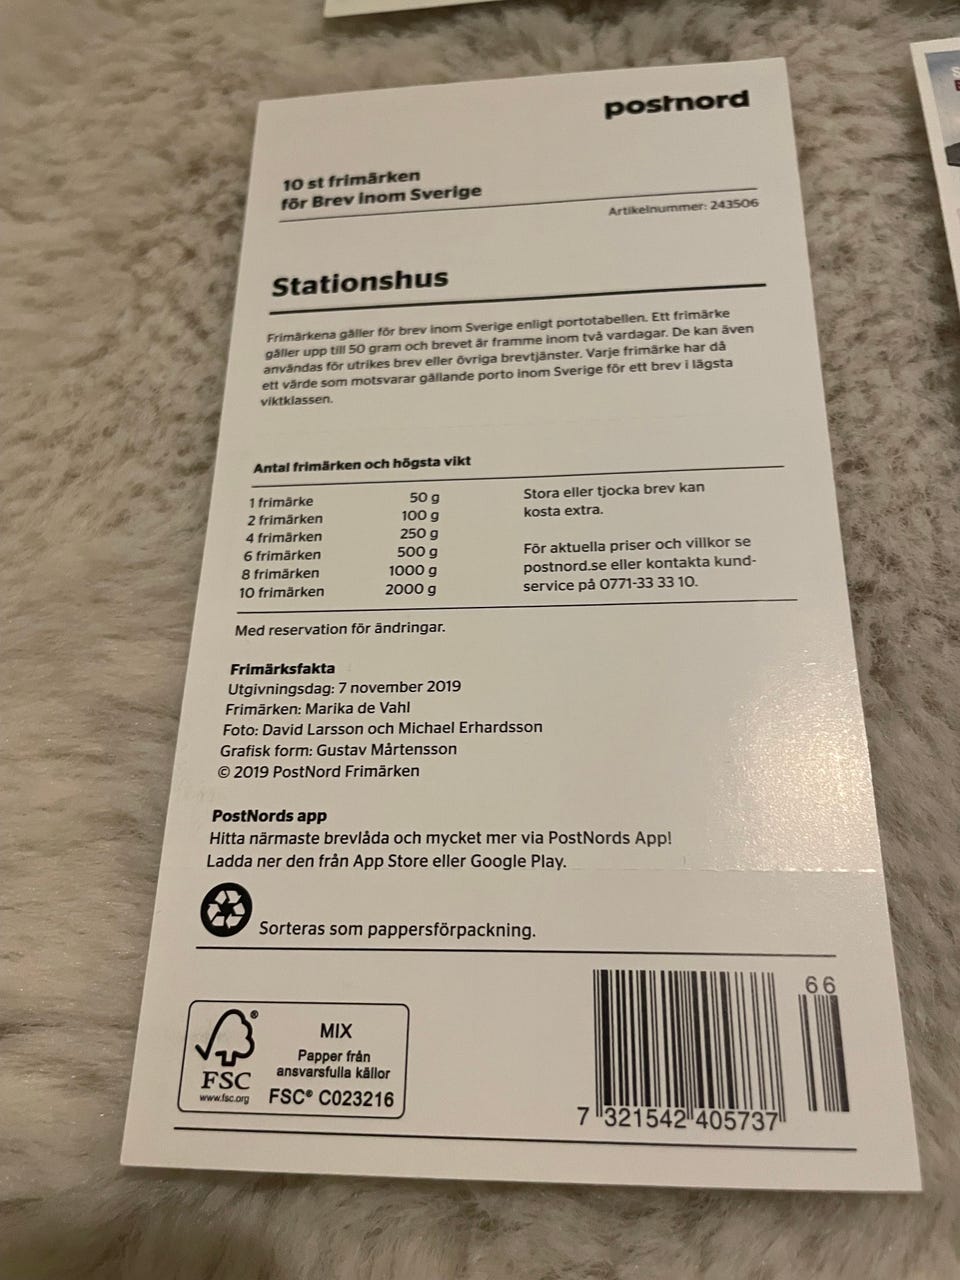 postnord
10 st frimärken
för Brev inom Sverige
Artikelnummer: 243506
Stationshus
Frimärkena gäller för brev inom Sverige enligt portotabellen. Ett frimärke
gäller upp till 50 gram och brevet är framme inom två vardagar. De kan även
användas för utrikes brev eller övriga brevtjänster. Varje frimärke har då
ett värde som motsvarar gällande porto inom Sverige för ett brev i lägsta
viktklassen.
Antal frimärken och högsta vikt
1 frimärke 50 g
2 frimärken 100 g
4 frimärken 250 g
6 frimärken 500 g
8 frimärken 1000 g
10 frimärken 2000 g
Stora eller tjocka brev kan
kosta extra.
För aktuella priser och villkor se
postnord.se eller kontakta kund-
service på 0771-33 33 10.
Med reservation för ändringar.
Frimärksfakta
Utgivningsdag: 7 november 2019
Frimärken: Marika de Vahl
Foto: David Larsson och Michael Erhardsson
Grafisk form: Gustav Mårtensson
© 2019 PostNord Frimärken
PostNords app
Hitta närmaste brevlåda och mycket mer via PostNords App!
Ladda ner den från App Store eller Google Play.
Sorteras som pappersförpackning.
FSC®
www.fsc.org
MIX
Papper från
ansvarsfulla källor
FSC® C023216
7 321542 405737
66